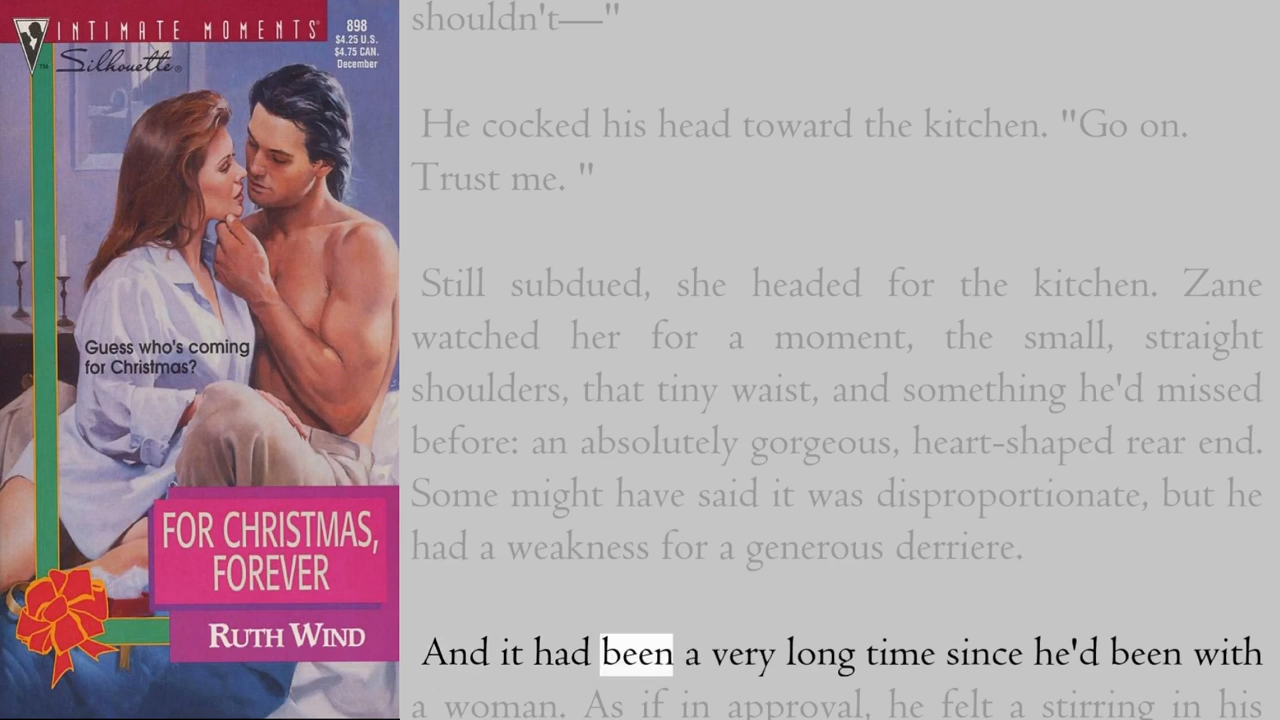 INTIMATE MOMENTS®
Silhouette®
TM
898
$4.25 U.S.
$4.75 CAN.
December
Guess who's coming
for Christmas?
FOR CHRISTMAS,
FOREVER
RUTH WIND
shouldn't—"
He cocked his head toward the kitchen. "Go on.
Trust me. "
Still subdued, she headed for the kitchen. Zane
watched her for a moment, the small, straight
shoulders, that tiny waist, and something he'd missed
before: an absolutely gorgeous, heart-shaped rear end.
Some might have said it was disproportionate, but he
had a weakness for a generous derriere.
And it had been a very long time since he'd been with
a woman. As if in approval, he felt a stirring in his